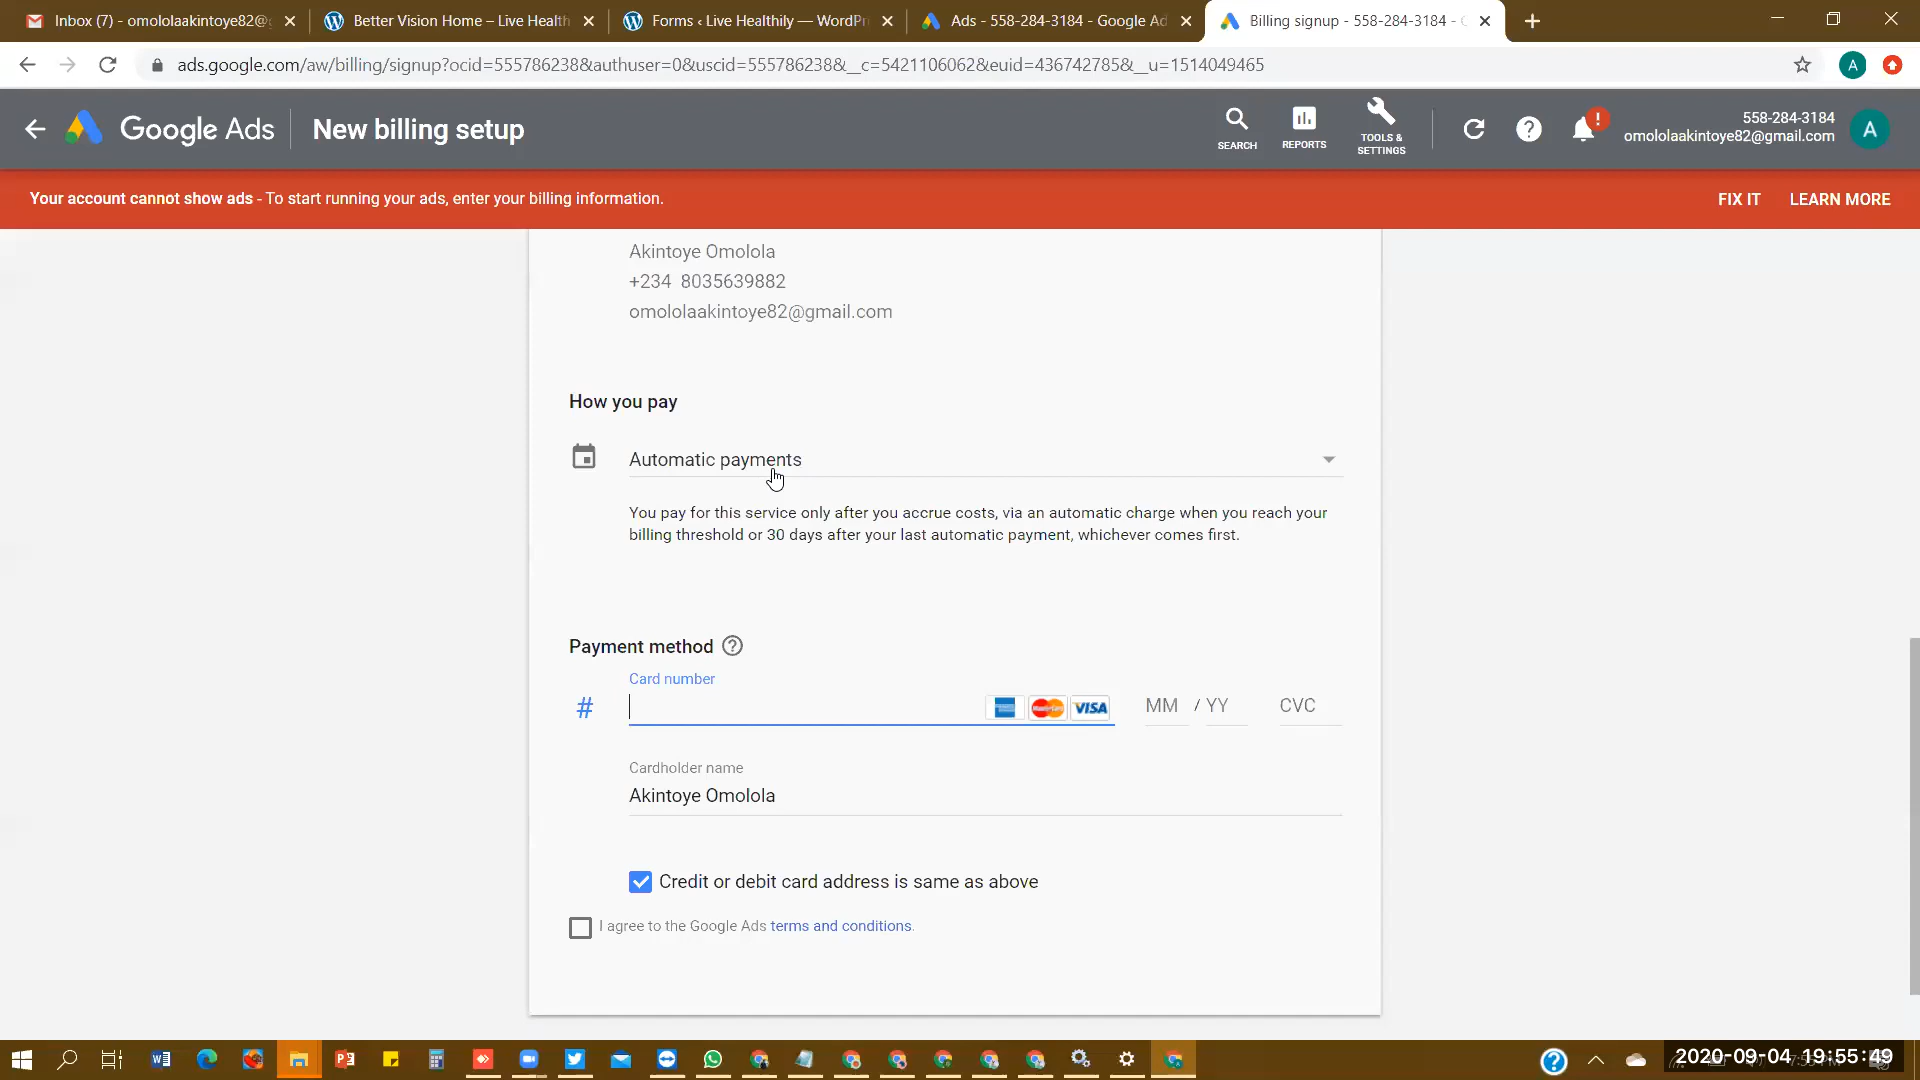 Inbox (7) - omololaakintoye82@g
Better Vision Home – Live Health
Forms ‹ Live Healthily — WordPr
Ads - 558-284-3184 - Google Ad
Billing signup - 558-284-3184 -
ads.google.com/aw/billing/signup?ocid=555786238&authuser=0&uscid=555786238&__c=5421106062&euid=436742785&__u=1514049465
A
Google Ads
New billing setup
SEARCH
REPORTS
TOOLS &
SETTINGS
!
558-284-3184
omololaakintoye82@gmail.com
A
Your account cannot show ads - To start running your ads, enter your billing information.
FIX IT
LEARN MORE
Akintoye Omolola
+234 8035639882
omololaakintoye82@gmail.com
How you pay
Automatic payments
You pay for this service only after you accrue costs, via an automatic charge when you reach your
billing threshold or 30 days after your last automatic payment, whichever comes first.
Payment method ?
Card number
#
VISA
MM / YY
CVC
Cardholder name
Akintoye Omolola
Credit or debit card address is same as above
I agree to the Google Ads terms and conditions.
2020-09-04 19:55:49